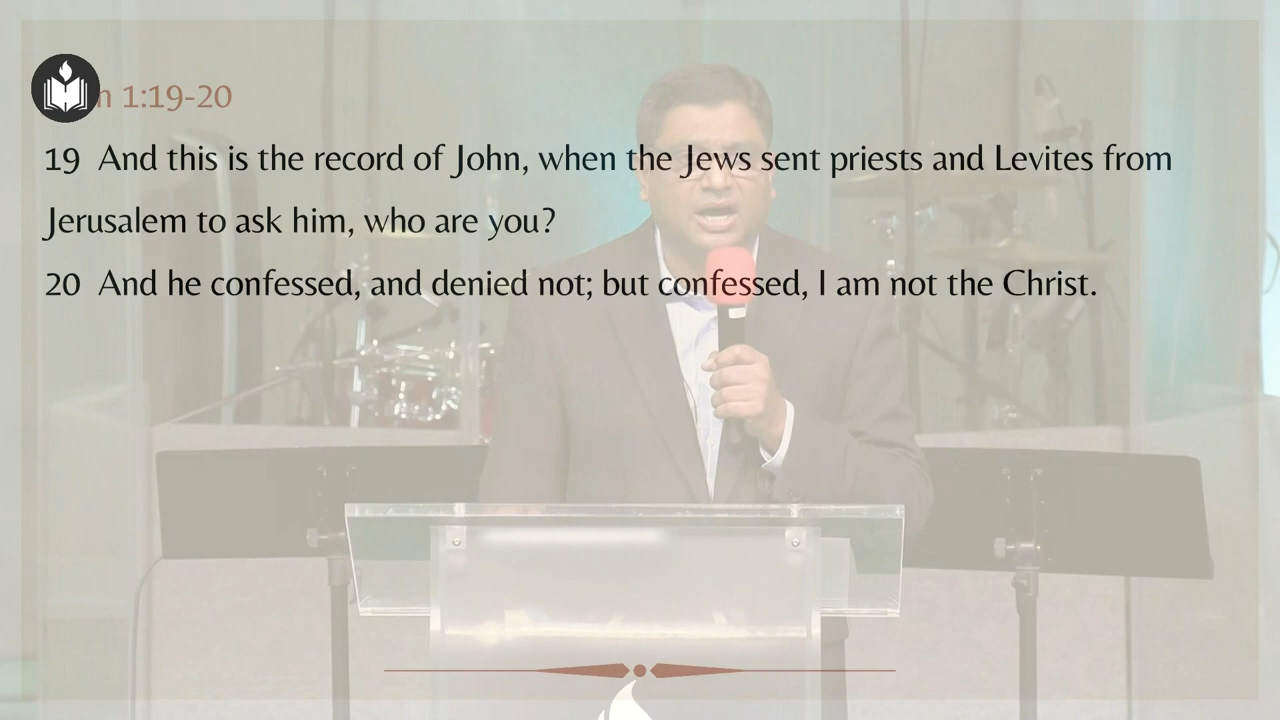 1:19-20
19 And this is the record of John, when the Jews sent priests and Levites from
Jerusalem to ask him, who are you?
20 And he confessed, and denied not; but confessed, I am not the Christ.